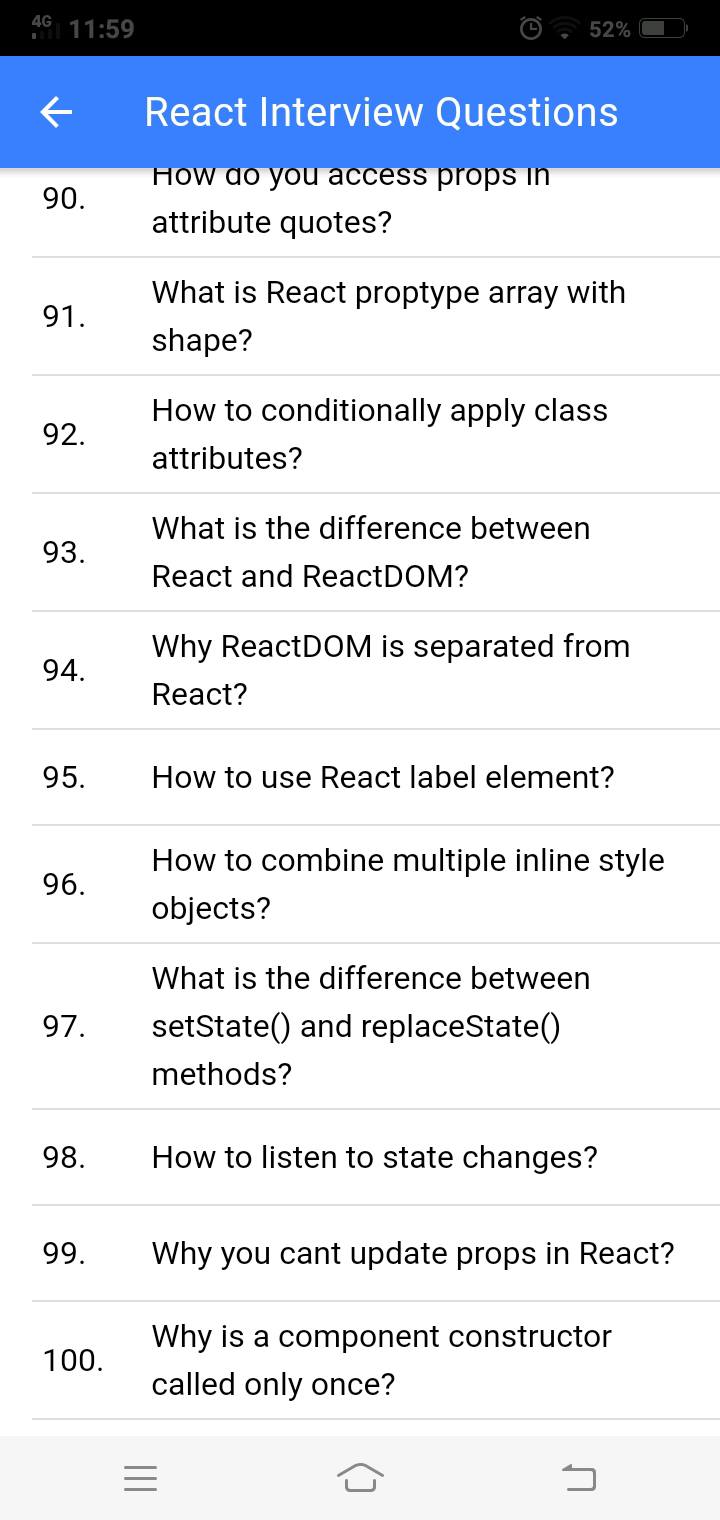 4G 11:59 52%
React Interview Questions
90. How do you access props in
attribute quotes?
91. What is React proptype array with
shape?
92. How to conditionally apply class
attributes?
93. What is the difference between
React and ReactDOM?
94. Why ReactDOM is separated from
React?
95. How to use React label element?
96. How to combine multiple inline style
objects?
97. What is the difference between
setState() and replaceState()
methods?
98. How to listen to state changes?
99. Why you cant update props in React?
100. Why is a component constructor
called only once?